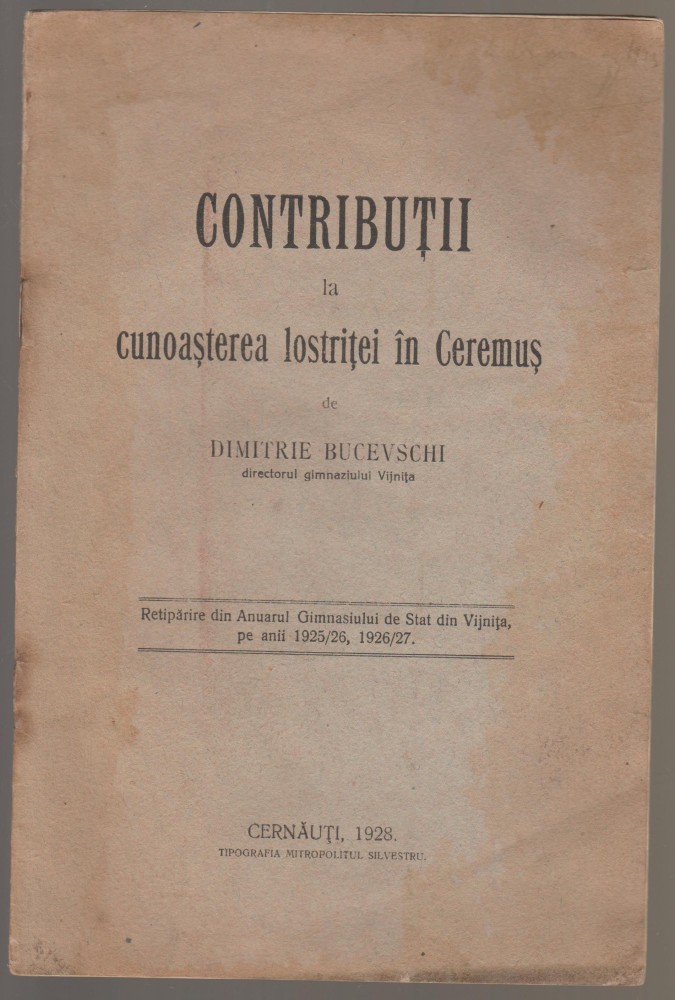 CONTRIBUȚII
la
cunoașterea lostriței în Ceremuș
de
DIMITRIE BUCEVSCHI
directorul gimnaziului Vijnița
Retipărire din Anuarul Gimnasiului de Stat din Vijnița,
pe anii 1925/26, 1926/27.
CERNĂUȚI, 1928.
TIPOGRAFIA MITROPOLITUL SILVESTRU.